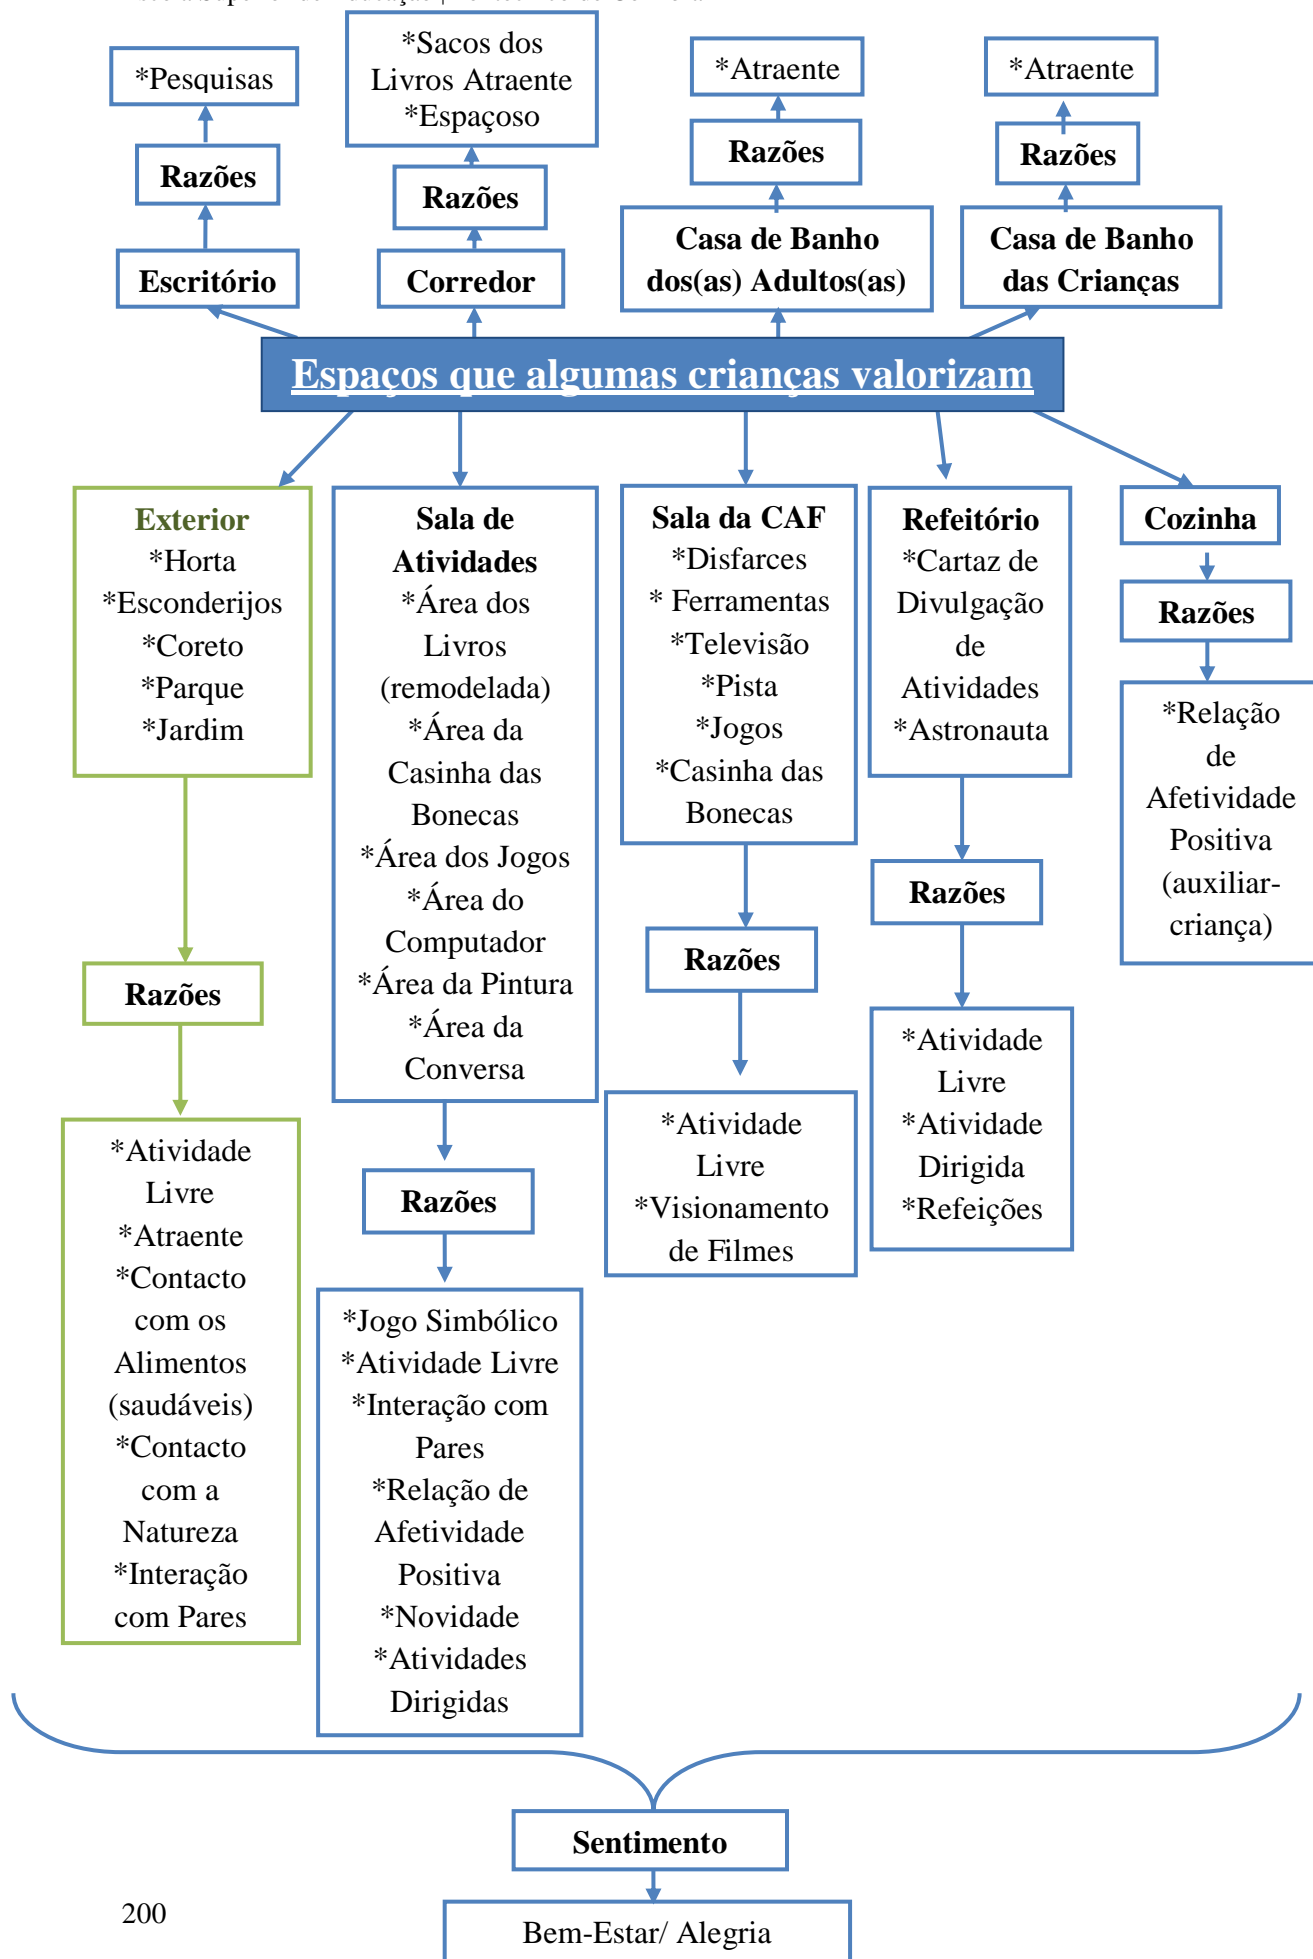 *Pesquisas
Razões
Escritório
*Sacos dos
Livros Atraente
*Espaçoso
Razões
Corredor
*Atraente
Razões
Casa de Banho
dos(as) Adultos(as)
*Atraente
Razões
Casa de Banho
das Crianças
Espaços que algumas crianças valorizam
Exterior
*Horta
*Esconderijos
*Coreto
*Parque
*Jardim
Razões
*Atividade
Livre
*Atraente
*Contacto
com os
Alimentos
(saudáveis)
*Contacto
com a
Natureza
*Interação
com Pares
Sala de
Atividades
*Área dos
Livros
(remodelada)
*Área da
Casinha das
Bonecas
*Área dos Jogos
*Área do
Computador
*Área da Pintura
*Área da
Conversa
Razões
*Jogo Simbólico
*Atividade Livre
*Interação com
Pares
*Relação de
Afetividade
Positiva
*Novidade
*Atividades
Dirigidas
Sala da CAF
*Disfarces
* Ferramentas
*Televisão
*Pista
*Jogos
*Casinha das
Bonecas
Razões
*Atividade
Livre
*Visionamento
de Filmes
Refeitório
*Cartaz de
Divulgação
de
Atividades
*Astronauta
Razões
*Atividade
Livre
*Atividade
Dirigida
*Refeições
Cozinha
Razões
*Relação
de
Afetividade
Positiva
(auxiliar-
criança)
Sentimento
Bem-Estar/ Alegria
200